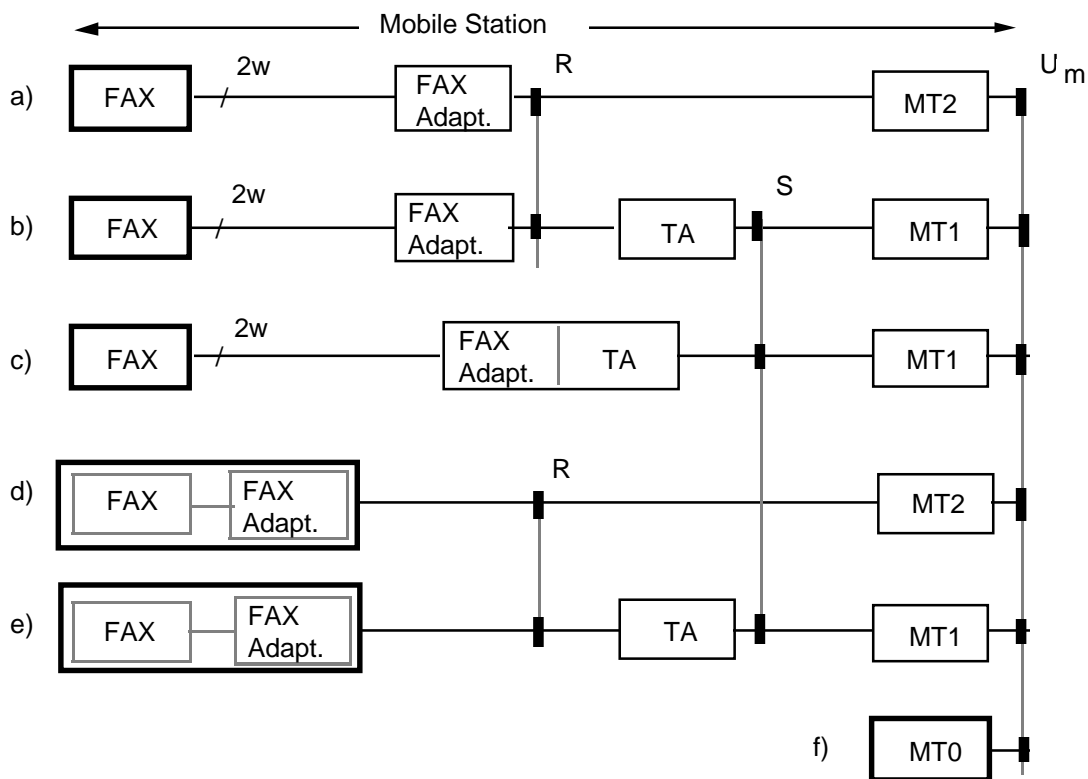 Mobile Station
a) FAX 2w FAX Adapt. R MT2 U m
b) FAX 2w FAX Adapt. TA S MT1
c) FAX 2w FAX Adapt. TA MT1
d) FAX FAX Adapt. R MT2
e) FAX FAX Adapt. TA MT1
f) MT0